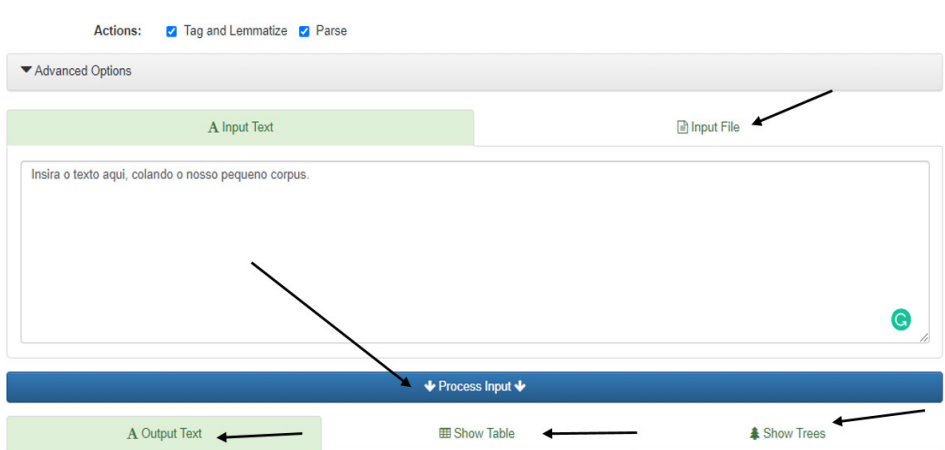 Actions: Tag and Lemmatize Parse
Advanced Options
Input Text Input File
Insira o texto aqui, colando o nosso pequeno corpus.
Process Input
Output Text Show Table Show Trees